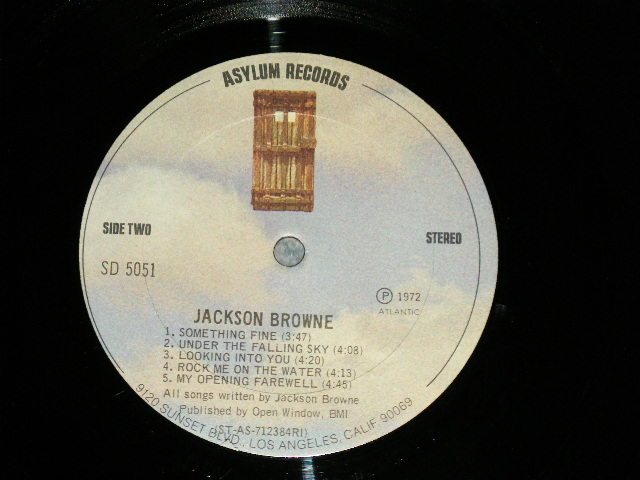 ASYLUM RECORDS
SIDE TWO
STEREO
SD 5051
Ⓟ 1972
ATLANTIC
JACKSON BROWNE
1. SOMETHING FINE (3:47)
2. UNDER THE FALLING SKY (4:08)
3. LOOKING INTO YOU (4:20)
4. ROCK ME ON THE WATER (4:13)
5. MY OPENING FAREWELL (4:45)
All songs written by Jackson Browne
Published by Open Window, BMI
(ST-AS-712384RI)
9120 SUNSET BLVD., LOS ANGELES, CALIF. 90069